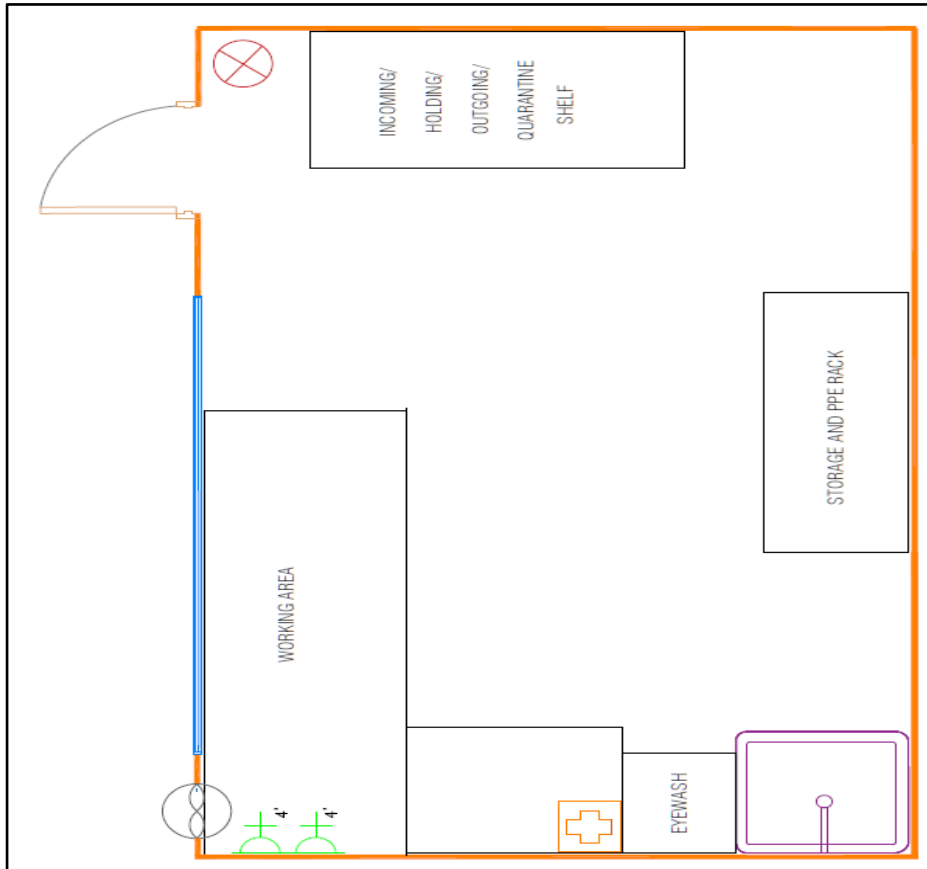 INCOMING/
HOLDING/
OUTGOING/
QUARANTINE
SHELF
STORAGE AND PPE RACK
WORKING AREA
4'
4'
EYEWASH